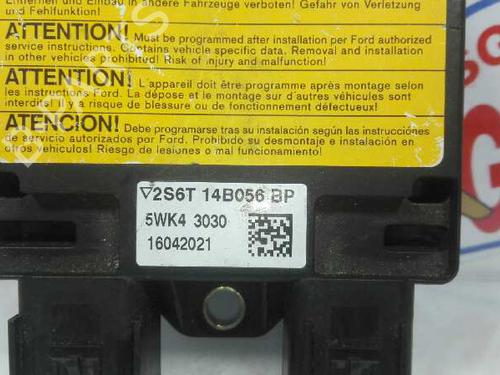 Entfernen und Einbau in andere Fahrzeuge verboten! Gefahr von Verletzung
und Fehlfunktion!
ATTENTION! Must be programmed after installation per Ford authorized
service instructions. Contains vehicle specific data. Removal and installation
in other vehicles prohibited! Risk of injury and malfunction!
ATTENTION! L'appareil doit être programmé après montage selon
les instructions Ford. La dépose et le montage sur d'autres véhicules sont
interdits! Il y a risque de blessure ou de fonctionnement défectueux!
ATENCION! Debe programarse tras su instalación según las instrucciones
de servicio autorizados por Ford. Prohibido su desmontaje e instalación en
otros vehículos! Riesgo de lesiones o mal funcionamiento!
▽2S6T 14B056 BP
5WK4 3030
16042021